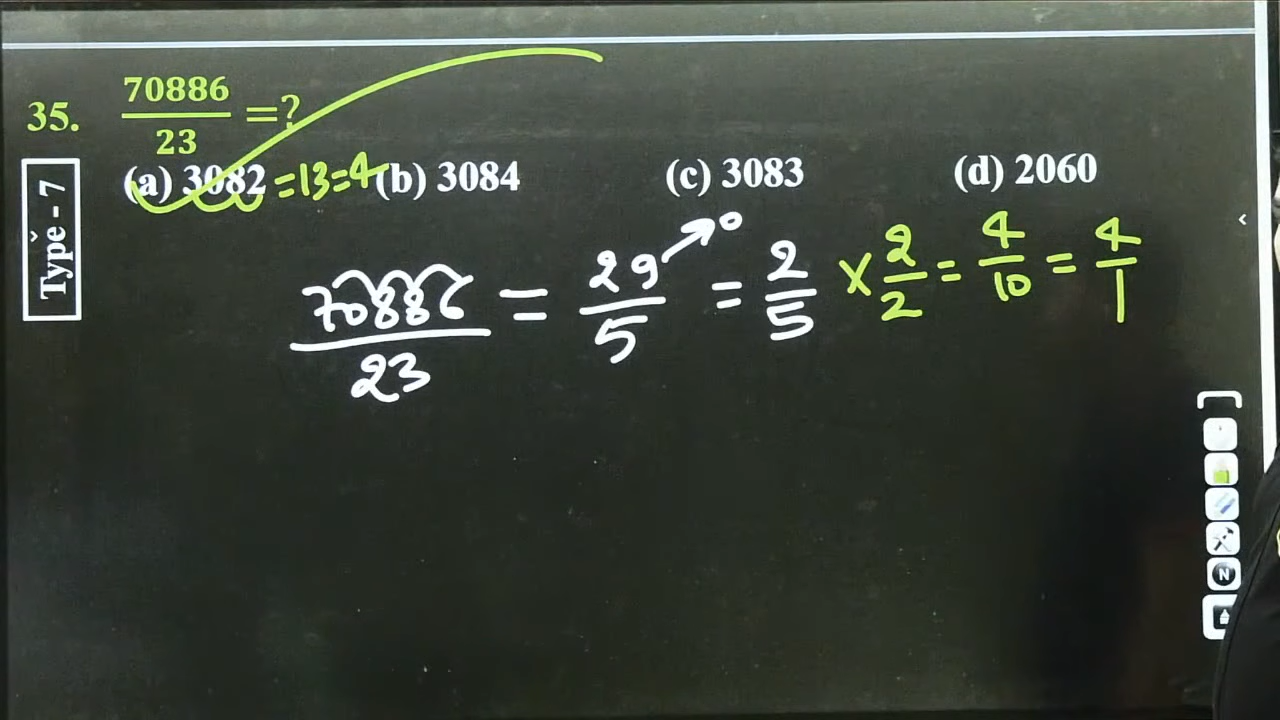 35. 70886/23 =?
(a) 3082 =13=4 (b) 3084 (c) 3083 (d) 2060
Type - 7
70886/23 = 29/5 →0 = 2/5 × 2/2 = 4/10 = 4/1
N